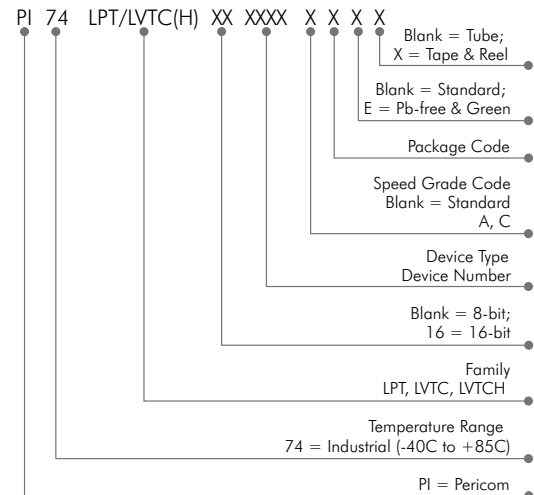 PI 74 LPT/LVTC(H) XX XXXX X X X X
Blank = Tube;
X = Tape & Reel
Blank = Standard;
E = Pb-free & Green
Package Code
Speed Grade Code
Blank = Standard
A, C
Device Type
Device Number
Blank = 8-bit;
16 = 16-bit
Family
LPT, LVTC, LVTCH
Temperature Range
74 = Industrial (-40C to +85C)
PI = Pericom